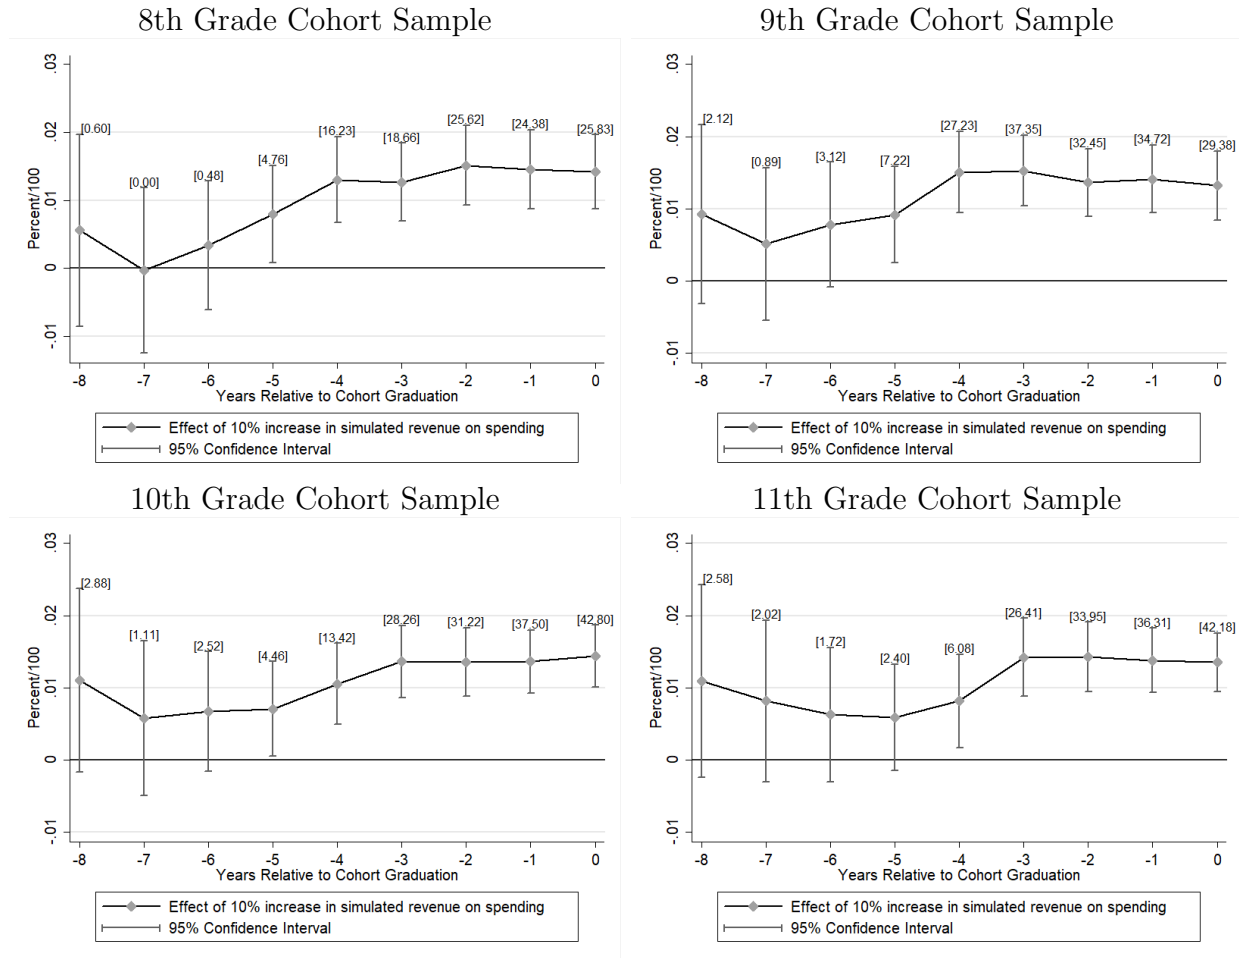 8th Grade Cohort Sample
.03
.02
.01
0
-.01
Percent/100
[0.60]
[0.00]
[0.48]
[4.76]
[16.23]
[18.66]
[25.62]
[24.38]
[25.83]
-8 -7 -6 -5 -4 -3 -2 -1 0
Years Relative to Cohort Graduation
Effect of 10% increase in simulated revenue on spending
95% Confidence Interval
9th Grade Cohort Sample
.03
.02
.01
0
-.01
Percent/100
[2.12]
[0.89]
[3.12]
[7.22]
[27.23]
[37.35]
[32.45]
[34.72]
[29.38]
-8 -7 -6 -5 -4 -3 -2 -1 0
Years Relative to Cohort Graduation
Effect of 10% increase in simulated revenue on spending
95% Confidence Interval
10th Grade Cohort Sample
.03
.02
.01
0
-.01
Percent/100
[2.88]
[1.11]
[2.52]
[4.46]
[13.42]
[28.26]
[31.22]
[37.50]
[42.80]
-8 -7 -6 -5 -4 -3 -2 -1 0
Years Relative to Cohort Graduation
Effect of 10% increase in simulated revenue on spending
95% Confidence Interval
11th Grade Cohort Sample
.03
.02
.01
0
-.01
Percent/100
[2.58]
[2.02]
[1.72]
[2.40]
[6.08]
[26.41]
[33.95]
[36.31]
[42.18]
-8 -7 -6 -5 -4 -3 -2 -1 0
Years Relative to Cohort Graduation
Effect of 10% increase in simulated revenue on spending
95% Confidence Interval